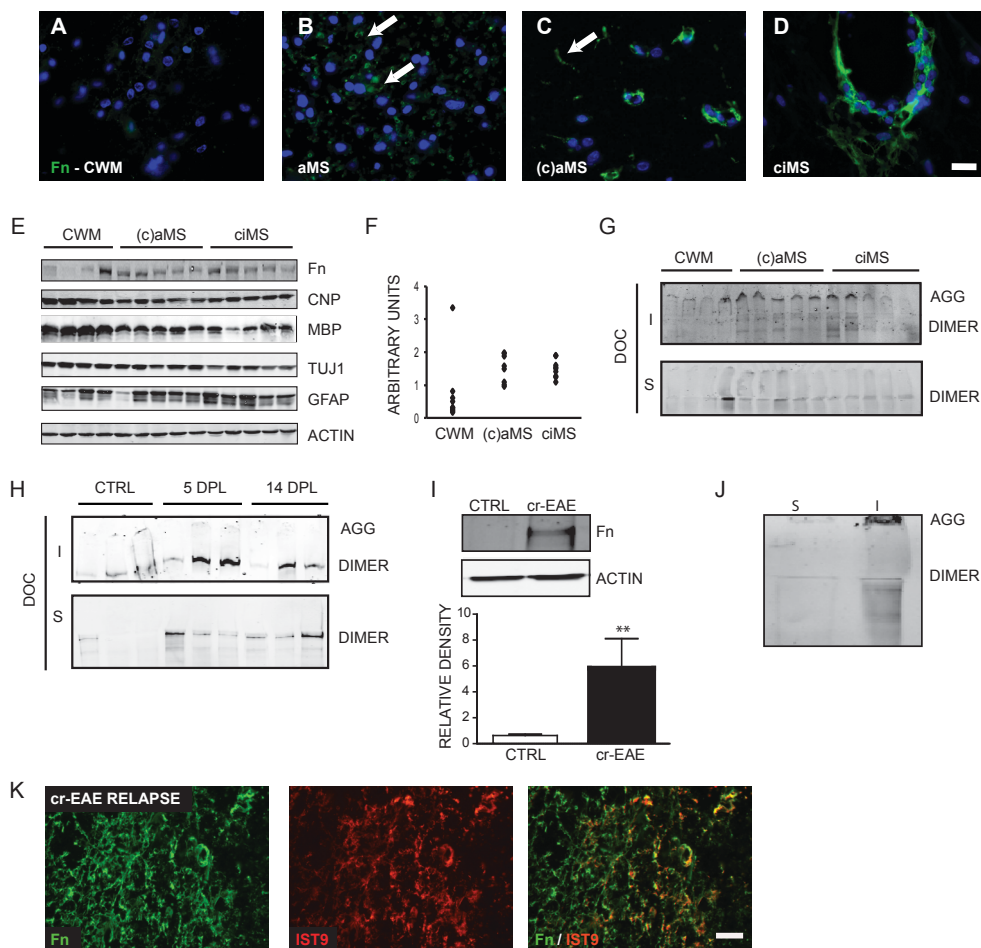 A
B
C
D
Fn - CWM
aMS
(c)aMS
ciMS
E
CWM
(c)aMS
ciMS
Fn
CNP
MBP
TUJ1
GFAP
ACTIN
F
ARBITRARY UNITS
4
3
2
1
0
CWM
(c)aMS
ciMS
G
CWM
(c)aMS
ciMS
DOC
I
S
AGG
DIMER
DIMER
H
CTRL
5 DPL
14 DPL
DOC
I
S
AGG
DIMER
DIMER
I
CTRL
cr-EAE
Fn
ACTIN
RELATIVE DENSITY
10
8
6
4
2
0
**
CTRL
cr-EAE
J
S
I
AGG
DIMER
K
cr-EAE RELAPSE
Fn
IST9
Fn / IST9